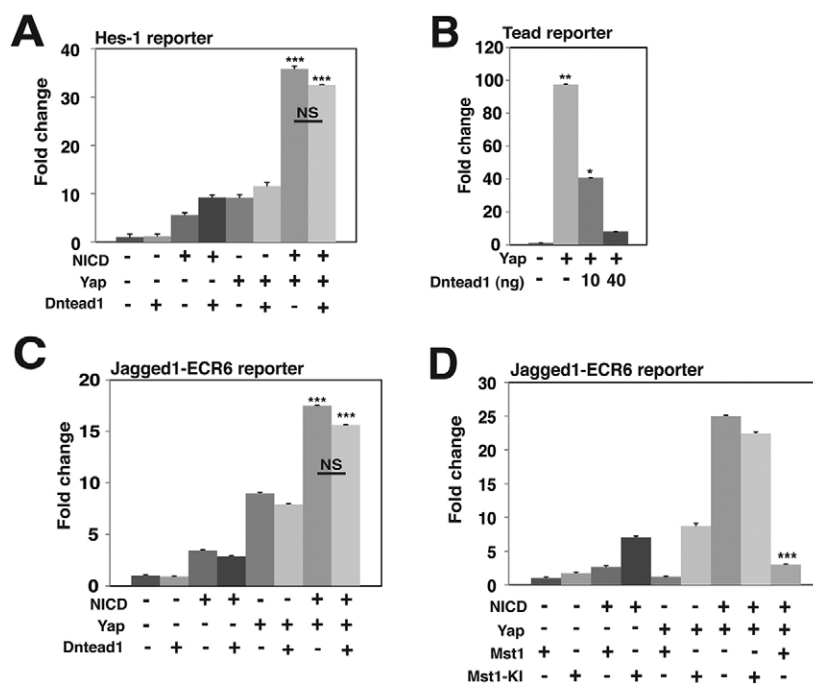 A
Hes-1 reporter
Fold change
40
30
20
10
0
*** ***
NS
NICD - - + + - - + +
Yap - - - - + + + +
Dntead1 - + - + - + - +
B
Tead reporter
Fold change
120
100
80
60
40
20
0
**
*
Yap - + + +
Dntead1 (ng) - - 10 40
C
Jagged1-ECR6 reporter
Fold change
20
15
10
5
0
*** ***
NS
NICD - - + + - - + +
Yap - - - - + + + +
Dntead1 - + - + - + - +
D
Jagged1-ECR6 reporter
Fold change
30
25
20
15
10
5
0
***
NICD - - + + - - + + +
Yap - - - - + + + + +
Mst1 + - + - + - - - +
Mst1-KI - + - + - + - + -